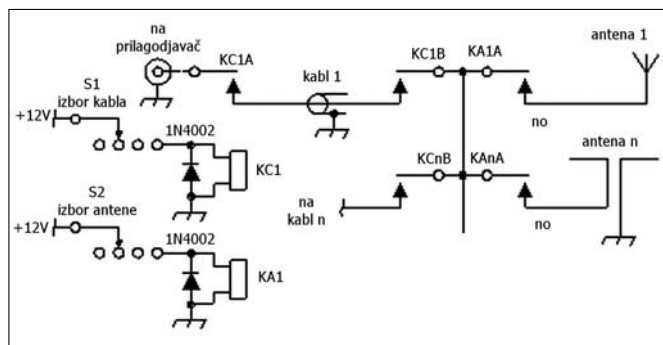 na
prilagodjavač
KC1A
kabl 1
KC1B
KA1A
antena 1
S1
izbor kabla
+12V
1N4002
KC1
no
KCnB
KAnA
antena n
na
kabl n
no
S2
izbor antene
+12V
1N4002
KA1